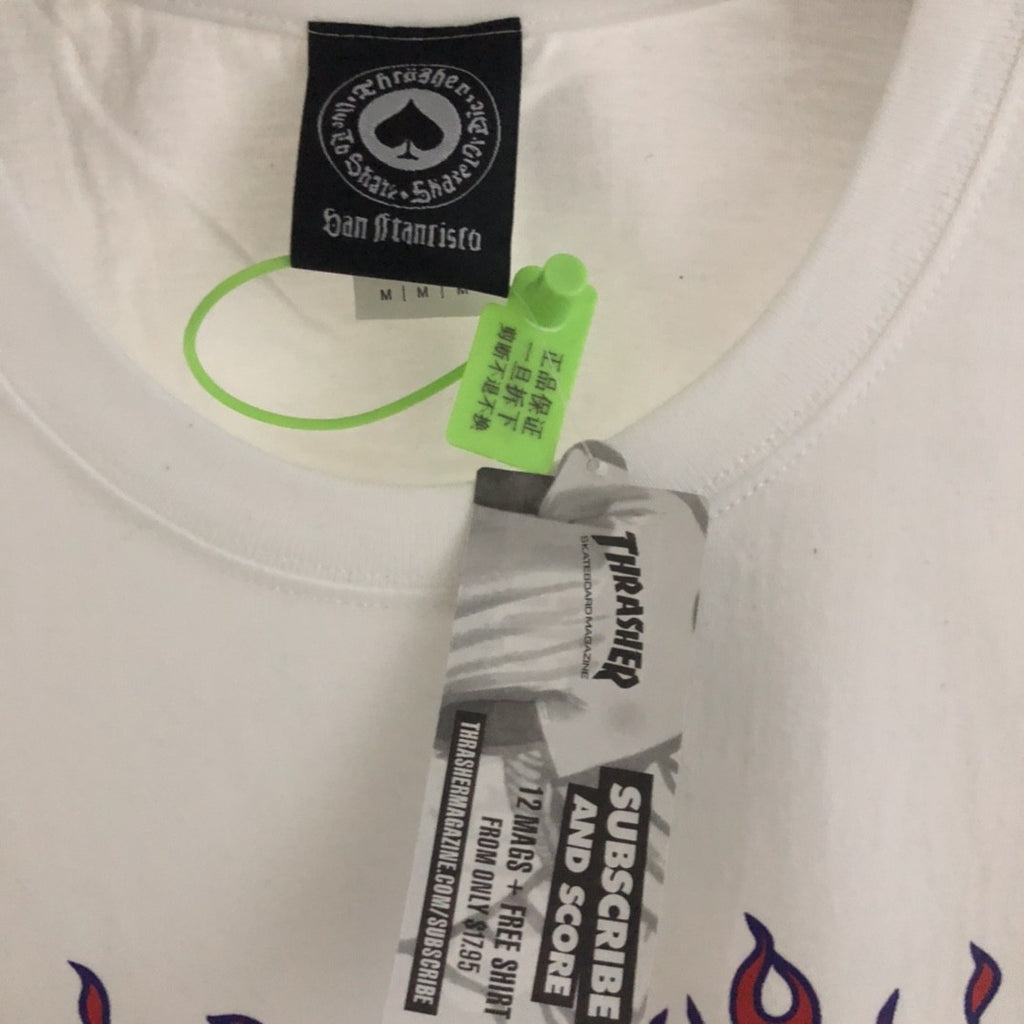 Thrasher
Live To Skate
Skate To Die
San Francisco
M | M | M
正品保证
一旦拆下
剪断不退不换
THRASHER
SKATEBOARD MAGAZINE
SUBSCRIBE
AND SCORE
12 MAGS + FREE SHIRT
FROM ONLY $17.95
THRASHERMAGAZINE.COM/SUBSCRIBE